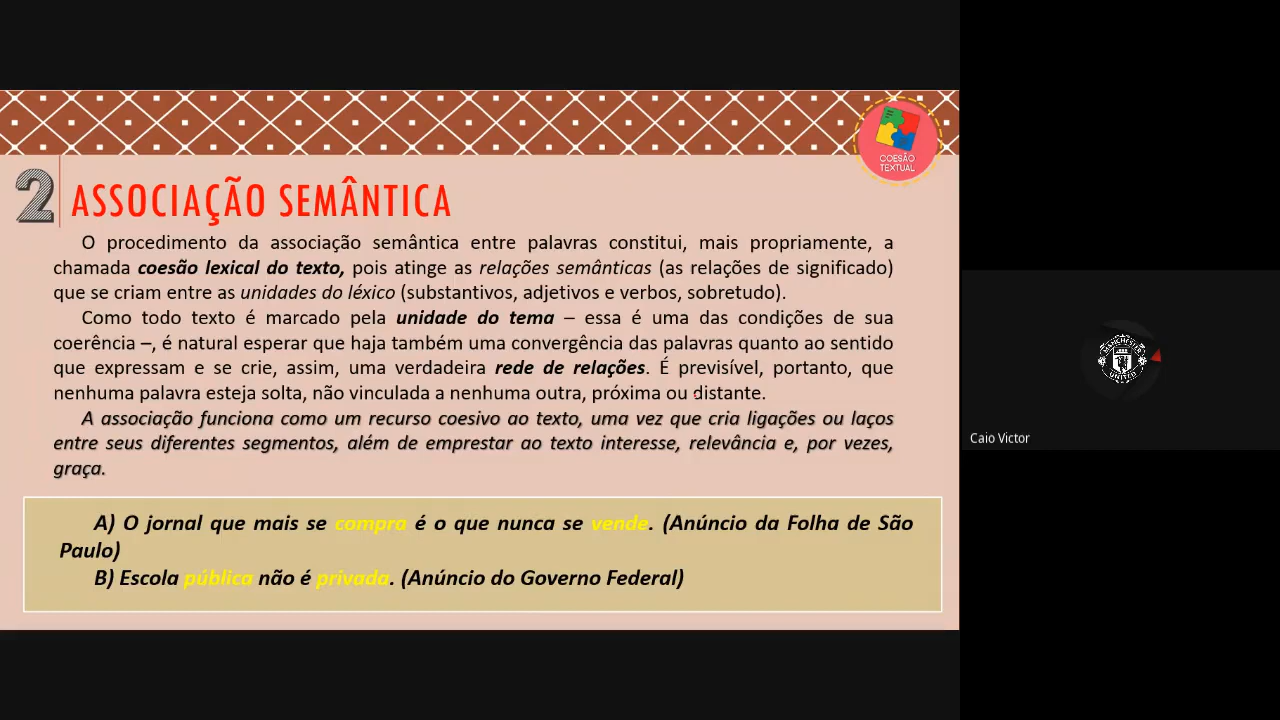 COESÃO
TEXTUAL
2 ASSOCIAÇÃO SEMÂNTICA
O procedimento da associação semântica entre palavras constitui, mais propriamente, a
chamada coesão lexical do texto, pois atinge as relações semânticas (as relações de significado)
que se criam entre as unidades do léxico (substantivos, adjetivos e verbos, sobretudo).
Como todo texto é marcado pela unidade do tema – essa é uma das condições de sua
coerência –, é natural esperar que haja também uma convergência das palavras quanto ao sentido
que expressam e se crie, assim, uma verdadeira rede de relações. É previsível, portanto, que
nenhuma palavra esteja solta, não vinculada a nenhuma outra, próxima ou distante.
A associação funciona como um recurso coesivo ao texto, uma vez que cria ligações ou laços
entre seus diferentes segmentos, além de emprestar ao texto interesse, relevância e, por vezes,
graça.
A) O jornal que mais se compra é o que nunca se vende. (Anúncio da Folha de São
Paulo)
B) Escola pública não é privada. (Anúncio do Governo Federal)
MANCHESTER
UNITED
Caio Victor